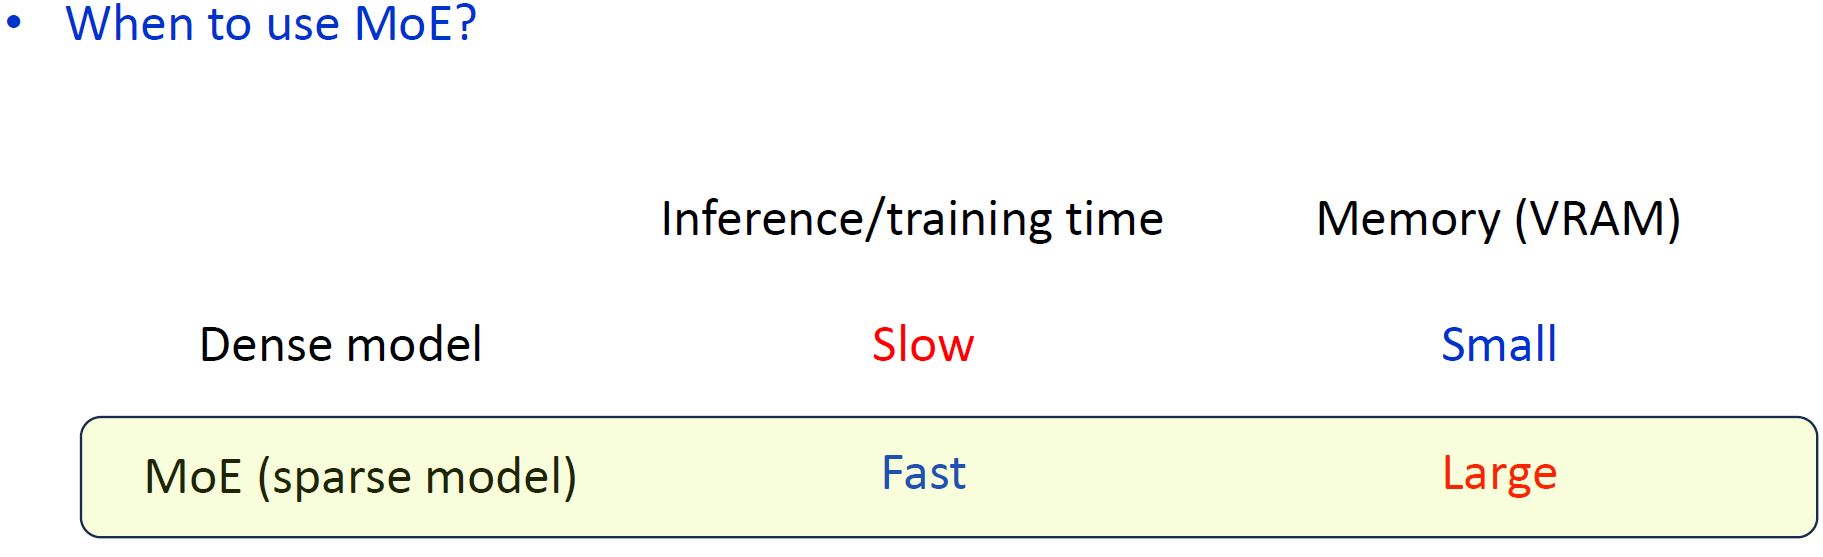 • When to use MoE?
Inference/training time Memory (VRAM)
Dense model Slow Small
MoE (sparse model) Fast Large